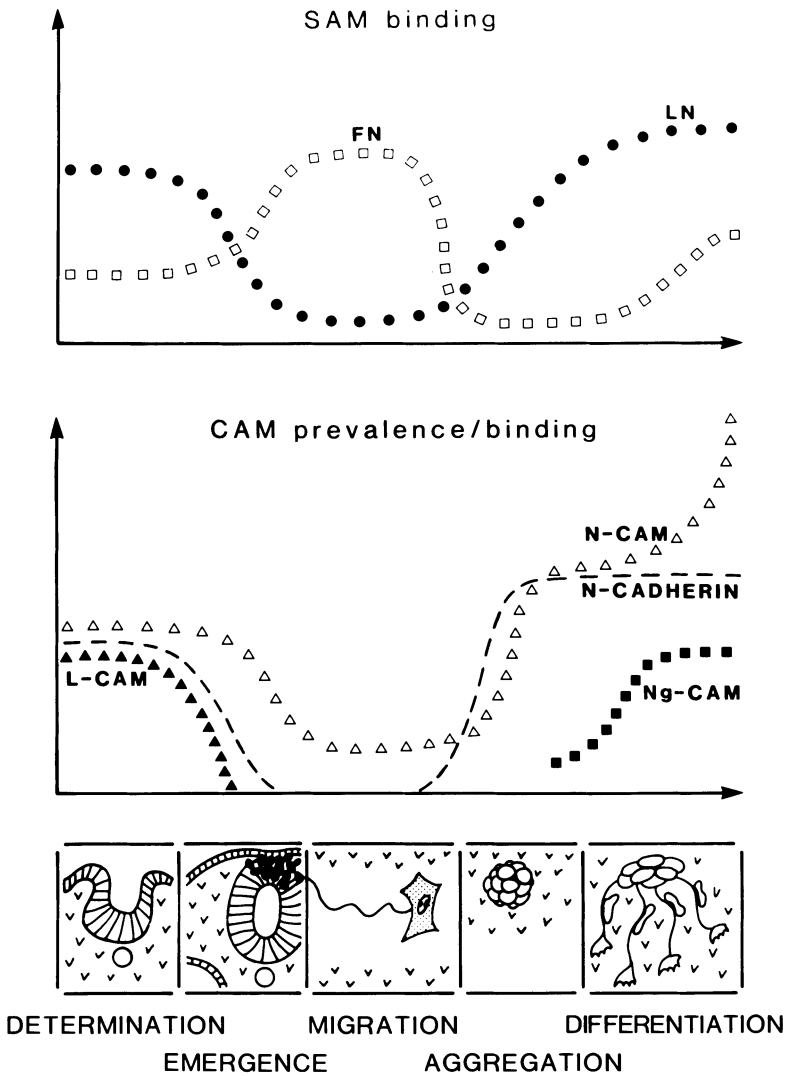 SAM binding
FN
LN
CAM prevalence/binding
N-CAM
N-CADHERIN
L-CAM
Ng-CAM
DETERMINATION
MIGRATION
DIFFERENTIATION
EMERGENCE
AGGREGATION